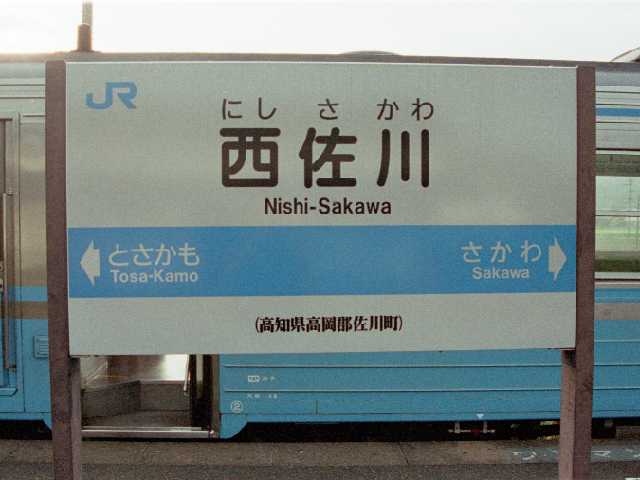 JR
にし さ かわ
西佐川
Nishi-Sakawa
とさかも
Tosa-Kamo
さかわ
Sakawa
(高知県高岡郡佐川町)
②